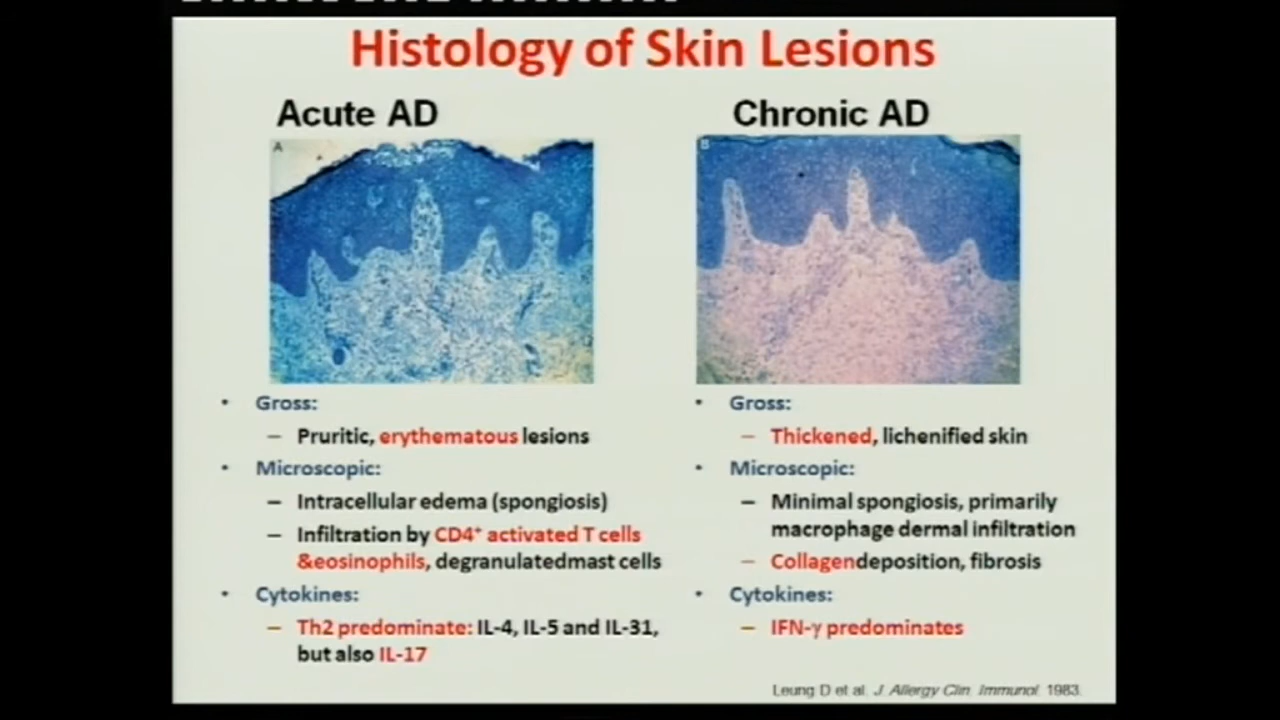 Histology of Skin Lesions
Acute AD
A
• Gross:
– Pruritic, erythematous lesions
• Microscopic:
– Intracellular edema (spongiosis)
– Infiltration by CD4⁺ activated T cells
&eosinophils, degranulatedmast cells
• Cytokines:
– Th2 predominate: IL-4, IL-5 and IL-31,
but also IL-17
Chronic AD
B
• Gross:
– Thickened, lichenified skin
• Microscopic:
– Minimal spongiosis, primarily
macrophage dermal infiltration
– Collagendeposition, fibrosis
• Cytokines:
– IFN-γ predominates
Leung D et al. J. Allergy Clin. Immunol. 1983.